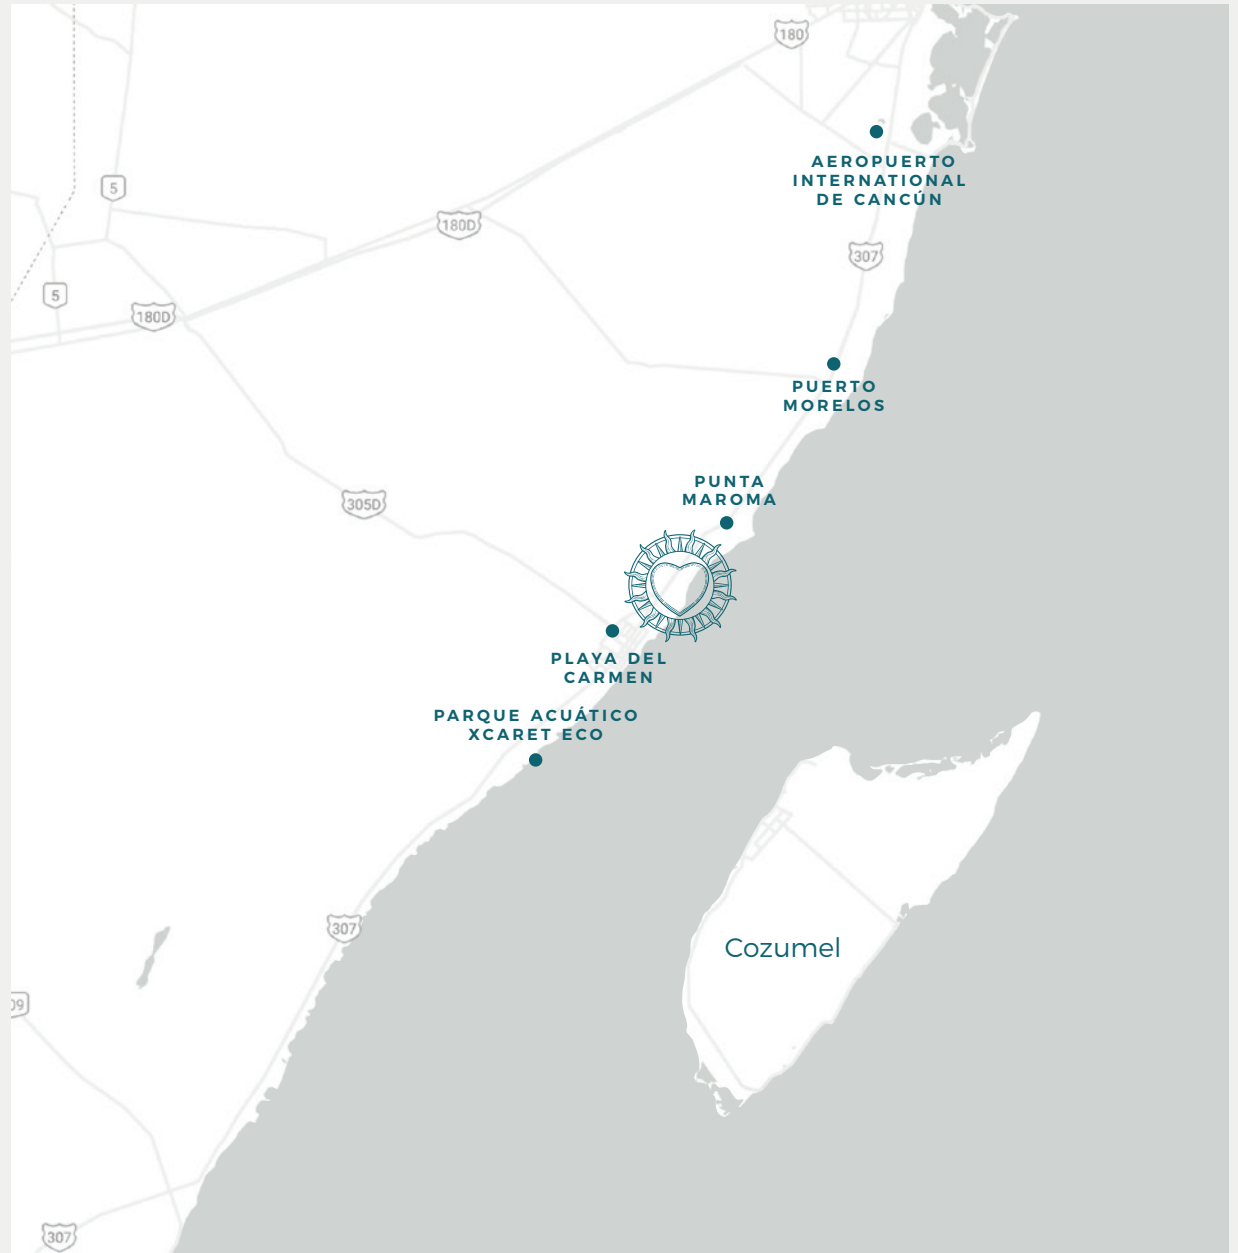 180
AEROPUERTO
INTERNATIONAL
DE CANCÚN
5
180D
307
5
180D
PUERTO
MORELOS
PUNTA
MAROMA
305D
PLAYA DEL
CARMEN
PARQUE ACUÁTICO
XCARET ECO
307
Cozumel
307